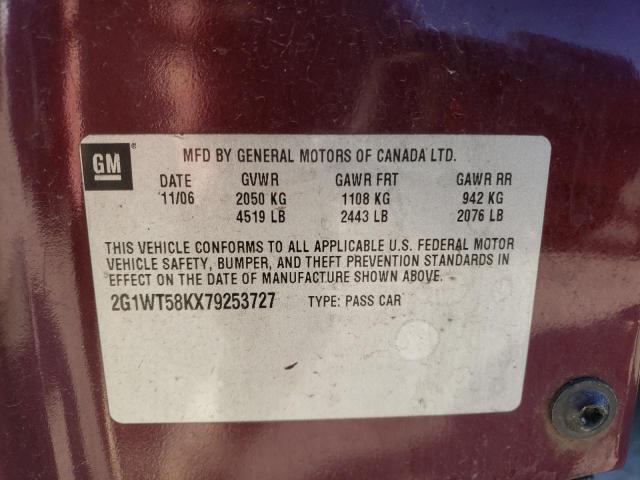 GM ® MFD BY GENERAL MOTORS OF CANADA LTD.
DATE GVWR GAWR FRT GAWR RR
11/06 2050 KG 1108 KG 942 KG
4519 LB 2443 LB 2076 LB
THIS VEHICLE CONFORMS TO ALL APPLICABLE U.S. FEDERAL MOTOR
VEHICLE SAFETY, BUMPER, AND THEFT PREVENTION STANDARDS IN
EFFECT ON THE DATE OF MANUFACTURE SHOWN ABOVE.
2G1WT58KX79253727 TYPE: PASS CAR